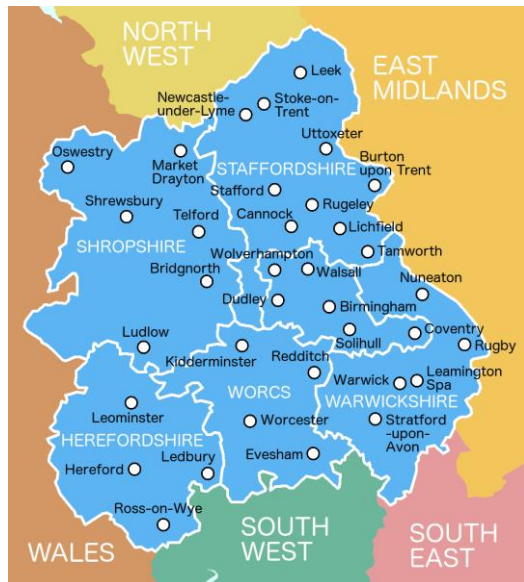 NORTH
WEST
EAST
MIDLANDS
Leek
Newcastle-
under-Lyme
Stoke-on-
Trent
Uttoxeter
Oswestry
Market
Drayton
STAFFORDSHIRE
Burton
upon Trent
Stafford
Rugeley
Shrewsbury
Telford
Cannock
Lichfield
SHROPSHIRE
Tamworth
Wolverhampton
Walsall
Bridgnorth
Nuneaton
Dudley
Birmingham
Ludlow
Solihull
Coventry
Rugby
Kidderminster
Redditch
Warwick
Leamington
Spa
WORCS
WARWICKSHIRE
Leominster
Worcester
Stratford
-upon-
Avon
HEREFORDSHIRE
Hereford
Ledbury
Evesham
Ross-on-Wye
WALES
SOUTH
WEST
SOUTH
EAST